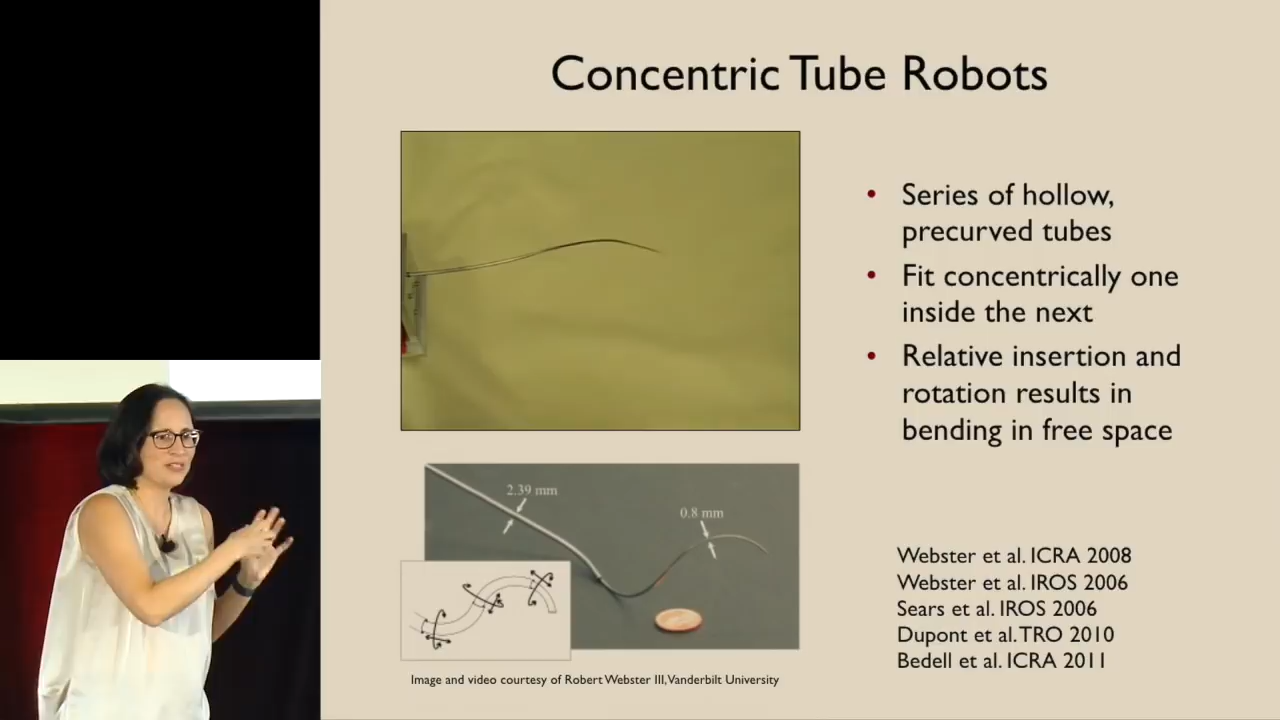 Concentric Tube Robots
• Series of hollow,
precurved tubes
• Fit concentrically one
inside the next
• Relative insertion and
rotation results in
bending in free space
2.39 mm
0.8 mm
Webster et al. ICRA 2008
Webster et al. IROS 2006
Sears et al. IROS 2006
Dupont et al. TRO 2010
Bedell et al. ICRA 2011
Image and video courtesy of Robert Webster III, Vanderbilt University